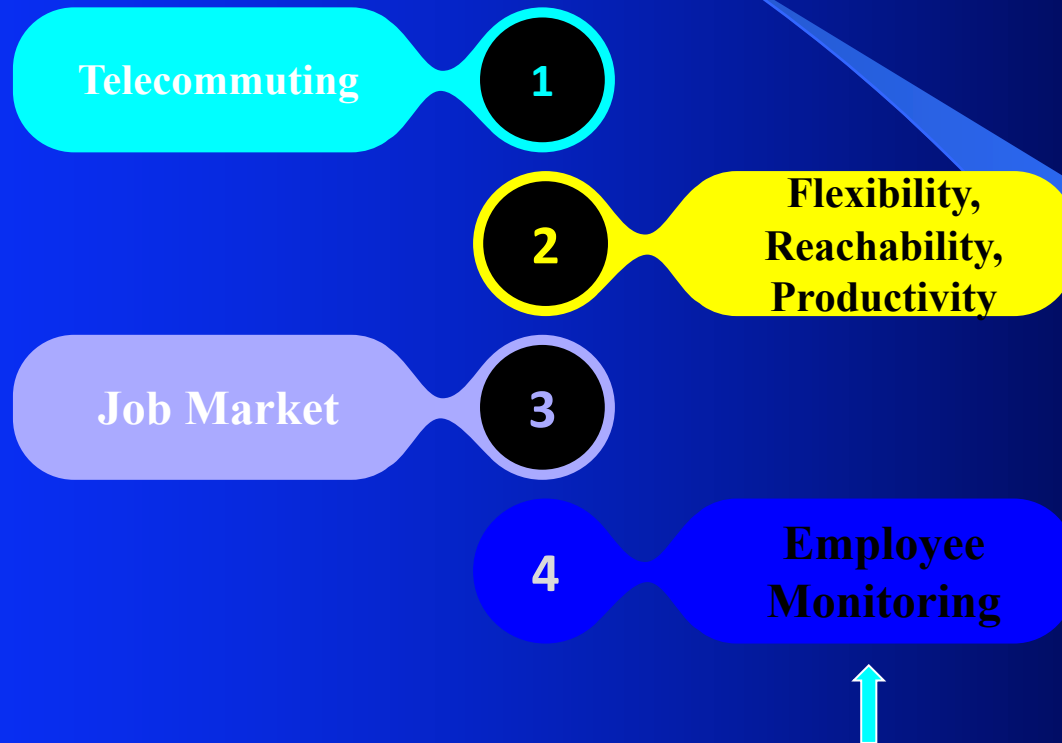 Telecommuting
1
2
Flexibility,
Reachability,
Productivity
Job Market
3
4
Employee
Monitoring